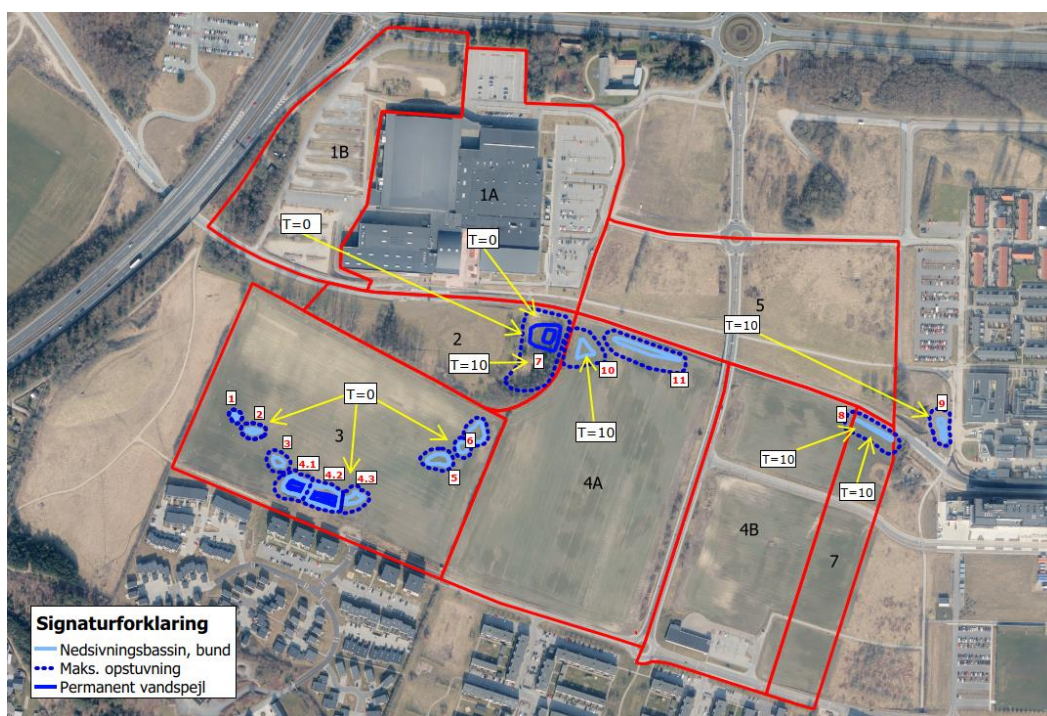 1B
1A
T=0
T=0
5
T=10
2
T=10
7
10
11
T=0
1
2
3
3
4.1
4.2
4.3
6
5
T=10
4A
8
9
T=10
T=10
4B
7
Signaturforklaring
Nedsivningsbassin, bund
Maks. opstuvning
Permanent vandspejl